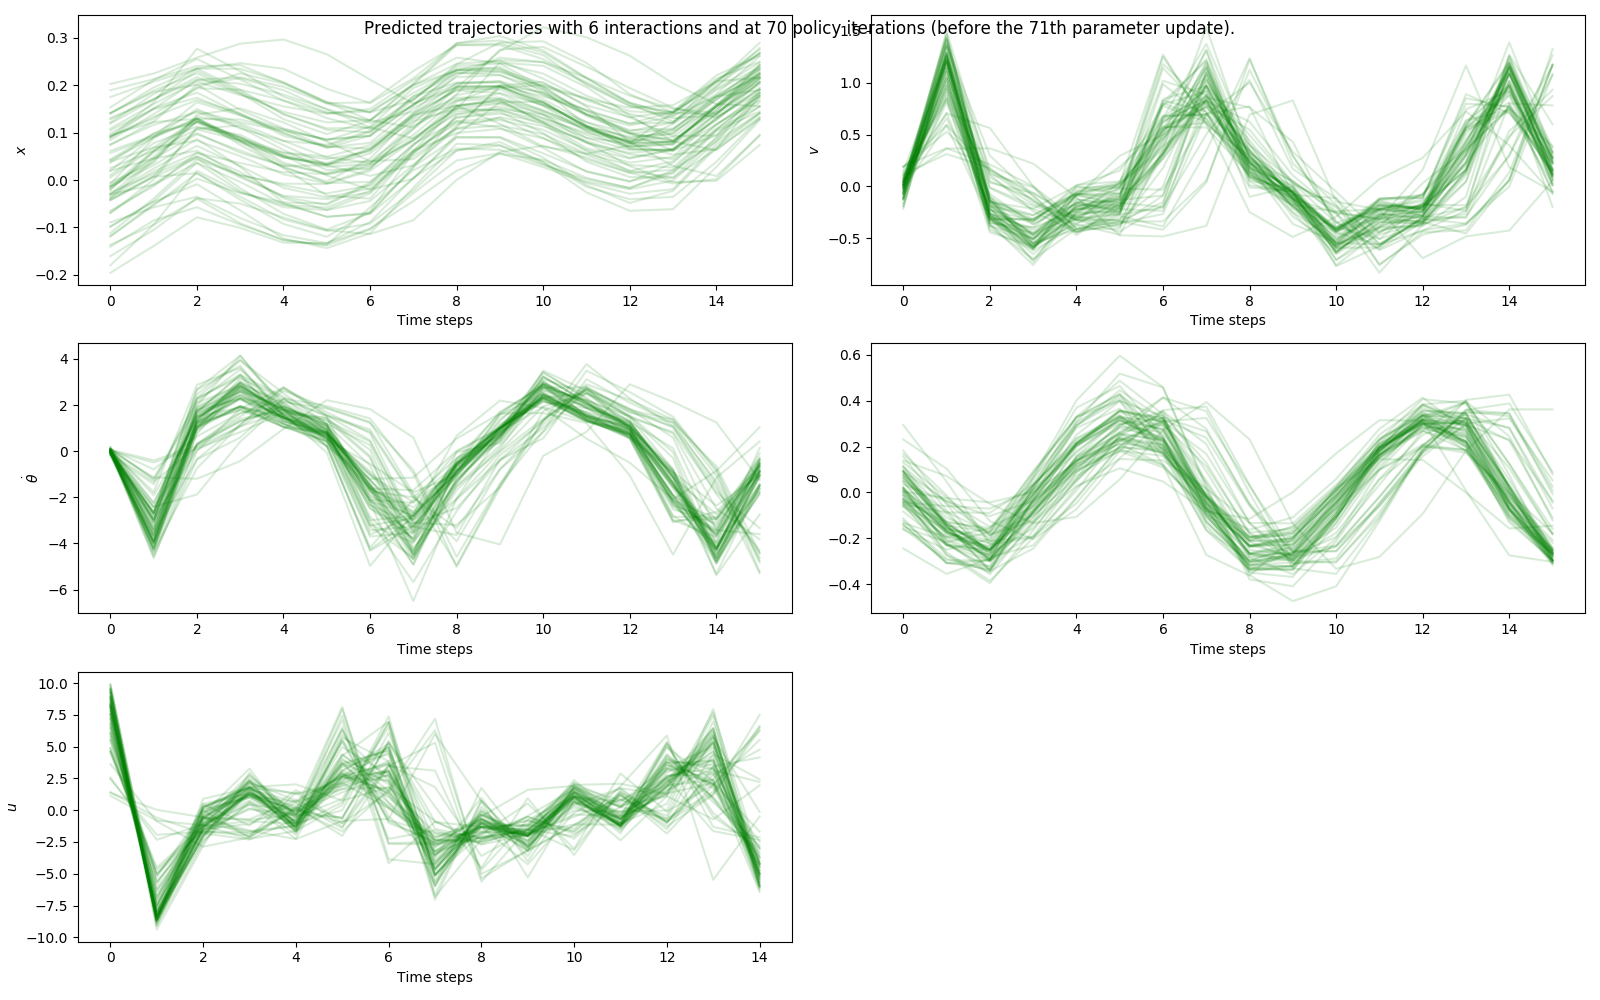 Predicted trajectories with 6 interactions and at 70 policy iterations (before the 71th parameter update).
0.3
0.2
0.1
0.0
−0.1
−0.2
x
0 2 4 6 8 10 12 14
Time steps
1.5
1.0
0.5
0.0
−0.5
v
0 2 4 6 8 10 12 14
Time steps
4
2
0
−2
−4
−6
θ̇
0 2 4 6 8 10 12 14
Time steps
0.6
0.4
0.2
0.0
−0.2
−0.4
θ
0 2 4 6 8 10 12 14
Time steps
10.0
7.5
5.0
2.5
0.0
−2.5
−5.0
−7.5
−10.0
u
0 2 4 6 8 10 12 14
Time steps